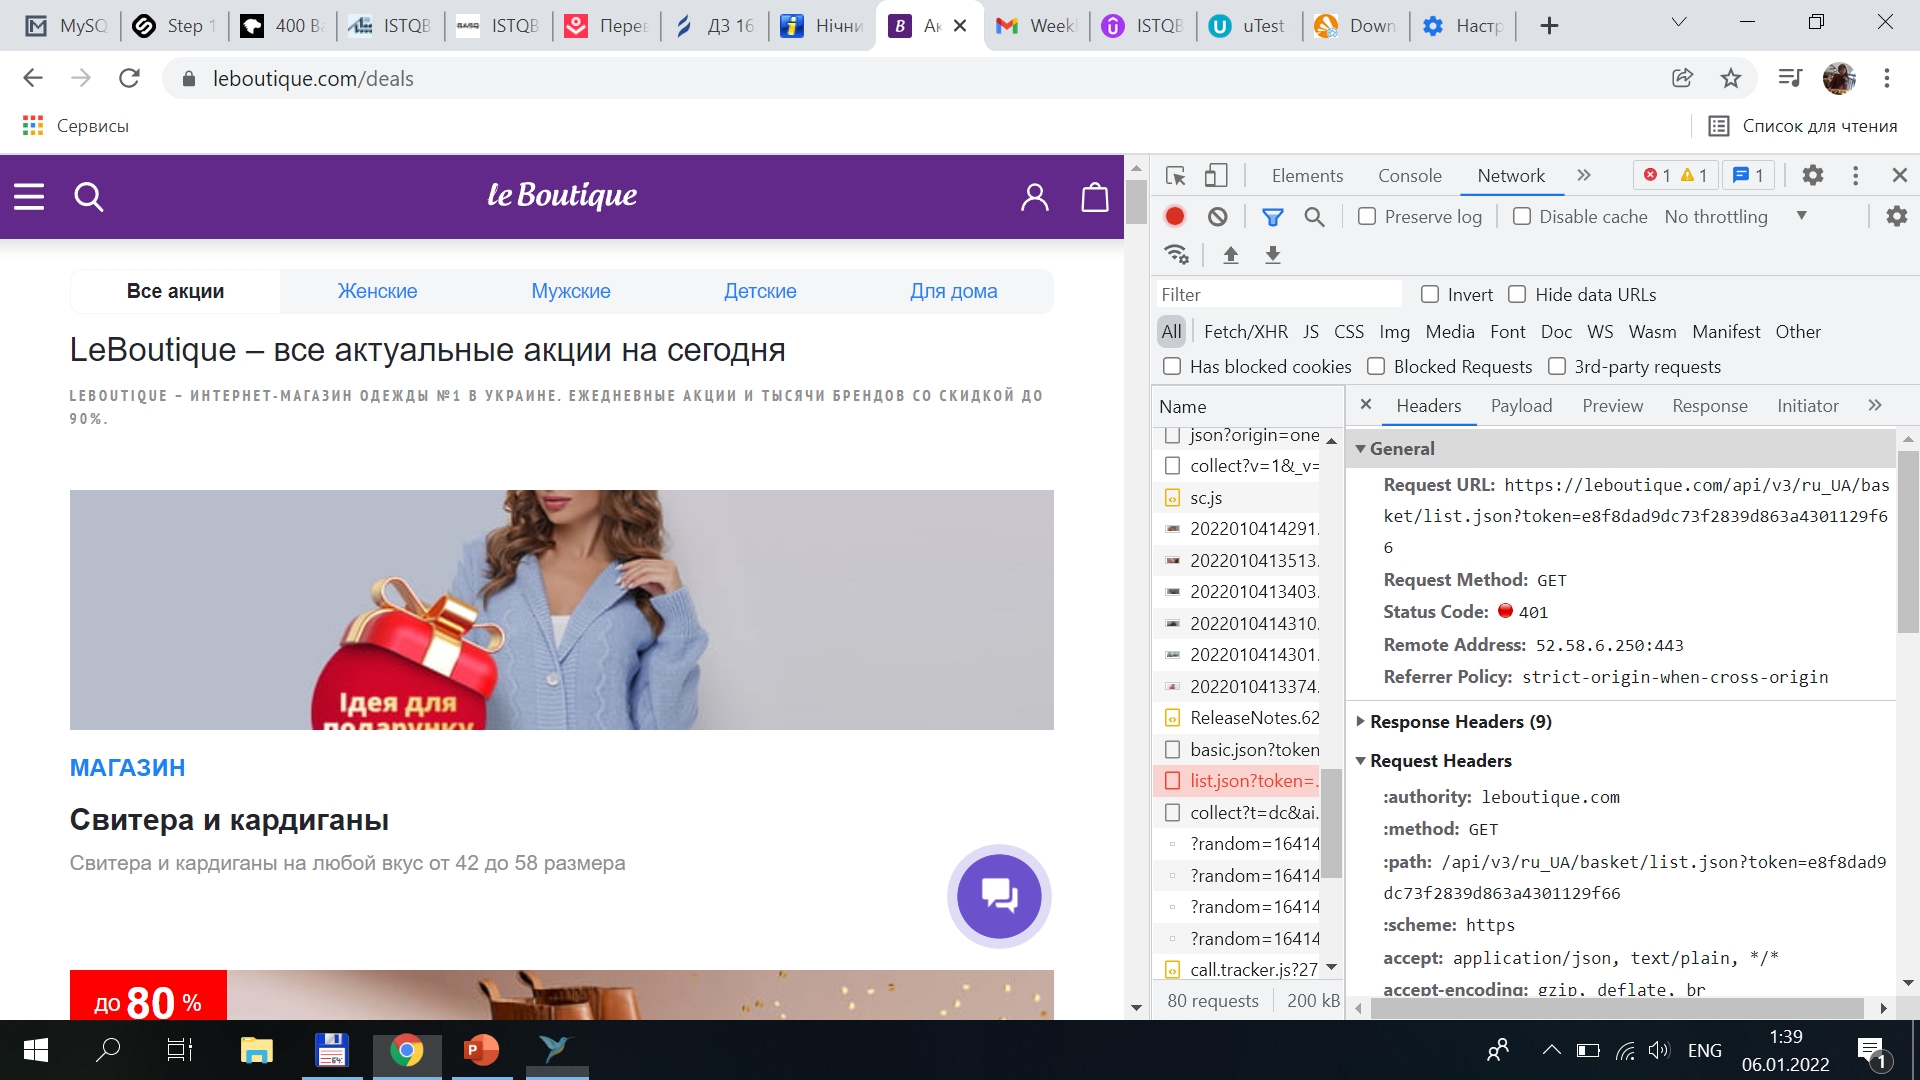 MySQ
Step 1
400 Ba
ISTQB
ISTQB
Перев
ДЗ 16
Нічни
Ак
Weekl
ISTQB
uTest
Down
Настр
leboutique.com/deals
Сервисы
Список для чтения
le Boutique
Все акции
Женские
Мужские
Детские
Для дома
LeBoutique – все актуальные акции на сегодня
LEBOUTIQUE – ИНТЕРНЕТ-МАГАЗИН ОДЕЖДЫ №1 В УКРАИНЕ. ЕЖЕДНЕВНЫЕ АКЦИИ И ТЫСЯЧИ БРЕНДОВ СО СКИДКОЙ ДО
90%.
Ідея для
подарунку
МАГАЗИН
Свитера и кардиганы
Свитера и кардиганы на любой вкус от 42 до 58 размера
до 80 %
Elements
Console
Network
1
1
1
Preserve log
Disable cache
No throttling
Filter
Invert
Hide data URLs
All
Fetch/XHR
JS
CSS
Img
Media
Font
Doc
WS
Wasm
Manifest
Other
Has blocked cookies
Blocked Requests
3rd-party requests
Name
json?origin=one
collect?v=1&_v=
sc.js
2022010414291.
2022010413513.
2022010413403.
2022010414310.
2022010414301.
2022010413374.
ReleaseNotes.62
basic.json?token
list.json?token=.
collect?t=dc&ai.
?random=16414
?random=16414
?random=16414
?random=16414
call.tracker.js?27
80 requests
200 kB
Headers
Payload
Preview
Response
Initiator
General
Request URL: https://leboutique.com/api/v3/ru_UA/bas
ket/list.json?token=e8f8dad9dc73f2839d863a4301129f6
6
Request Method: GET
Status Code: 401
Remote Address: 52.58.6.250:443
Referrer Policy: strict-origin-when-cross-origin
Response Headers (9)
Request Headers
:authority: leboutique.com
:method: GET
:path: /api/v3/ru_UA/basket/list.json?token=e8f8dad9
dc73f2839d863a4301129f66
:scheme: https
accept: application/json, text/plain, */*
accept-encoding: gzip, deflate, br
ENG
1:39
06.01.2022
1